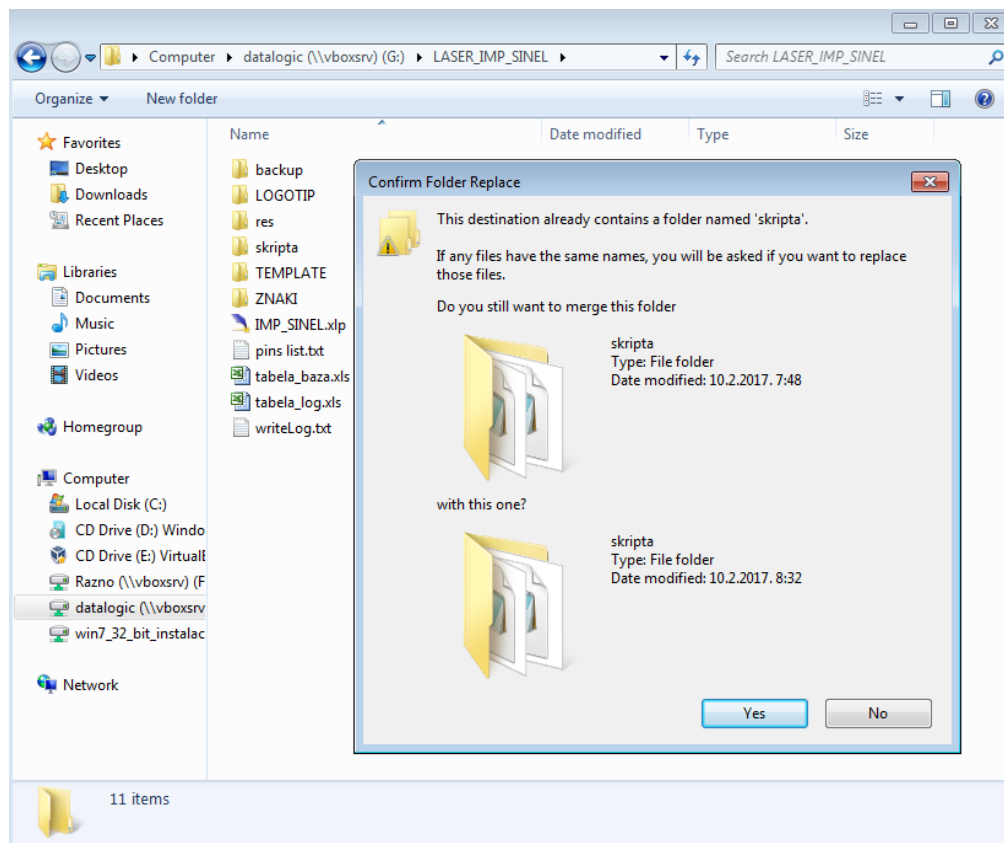 Computer ▸ datalogic (\\vboxsrv) (G:) ▸ LASER_IMP_SINEL ▸
Search LASER_IMP_SINEL
Organize
New folder
Name
Date modified
Type
Size
Favorites
Desktop
Downloads
Recent Places
Libraries
Documents
Music
Pictures
Videos
Homegroup
Computer
Local Disk (C:)
CD Drive (D:) Windo
CD Drive (E:) VirtualB
Razno (\\vboxsrv) (F
datalogic (\\vboxsrv
win7_32_bit_instalac
Network
backup
LOGOTIP
res
skripta
TEMPLATE
ZNAKI
IMP_SINEL.xlp
pins list.txt
tabela_baza.xls
tabela_log.xls
writeLog.txt
Confirm Folder Replace
This destination already contains a folder named 'skripta'.
If any files have the same names, you will be asked if you want to replace
those files.
Do you still want to merge this folder
skripta
Type: File folder
Date modified: 10.2.2017. 7:48
with this one?
skripta
Type: File folder
Date modified: 10.2.2017. 8:32
Yes
No
11 items